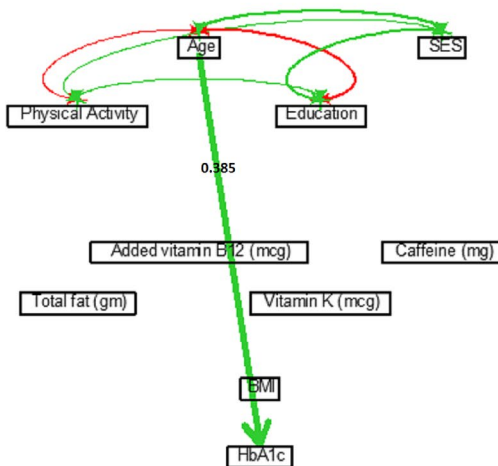 Age
SES
Physical Activity
Education
0.385
Added vitamin B12 (mcg)
Caffeine (mg)
Total fat (gm)
Vitamin K (mcg)
BMI
HbA1c